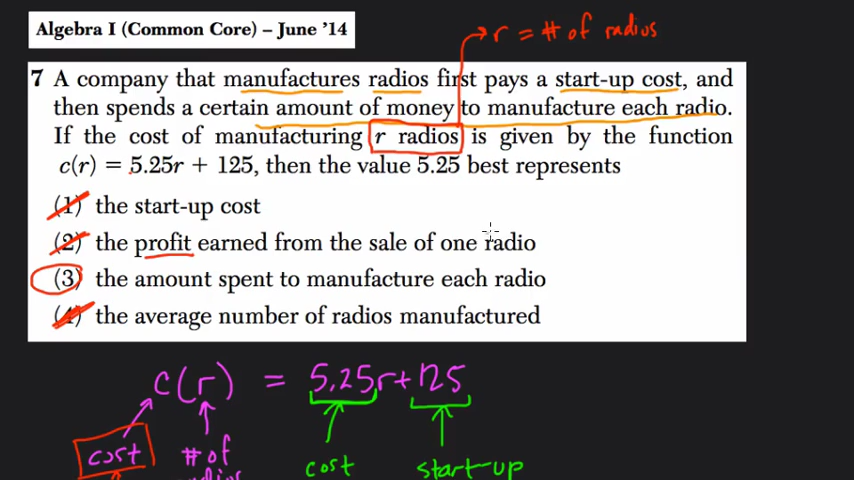 Algebra I (Common Core) – June '14
r = # of radios
7 A company that manufactures radios first pays a start-up cost, and
then spends a certain amount of money to manufacture each radio.
If the cost of manufacturing r radios is given by the function
c(r) = 5.25r + 125, then the value 5.25 best represents
(1) the start-up cost
(2) the profit earned from the sale of one radio
(3) the amount spent to manufacture each radio
(4) the average number of radios manufactured
c(r) = 5.25r+125
cost # of cost start-up
radios